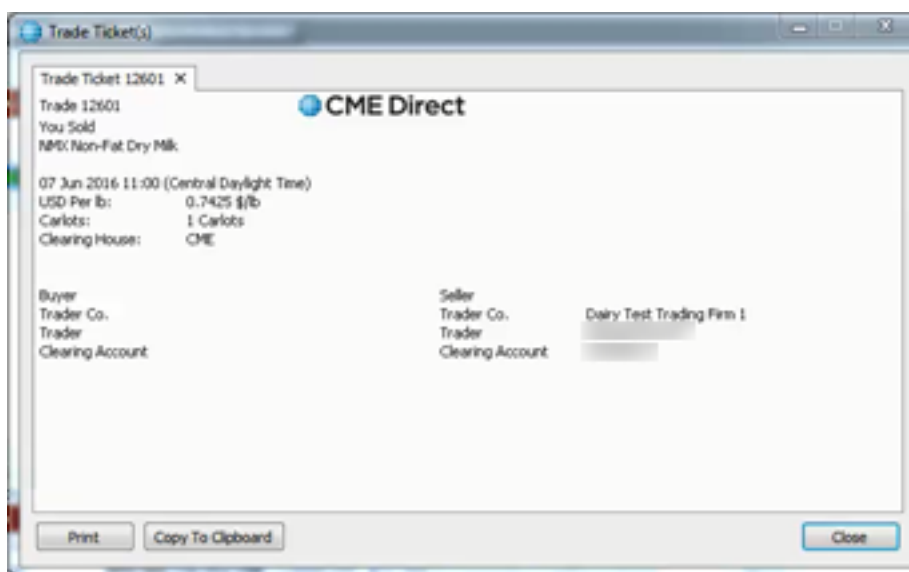 Trade Ticket(s)
Trade Ticket 12601 X
CME Direct
Trade 12601
You Sold
NMX Non-Fat Dry Milk
07 Jun 2016 11:00 (Central Daylight Time)
USD Per lb: 0.7425 $/lb
Carlots: 1 Carlots
Clearing House: CME
Buyer Seller
Trader Co. Trader Co. Dairy Test Trading Firm 1
Trader Trader
Clearing Account Clearing Account
Print Copy To Clipboard Close